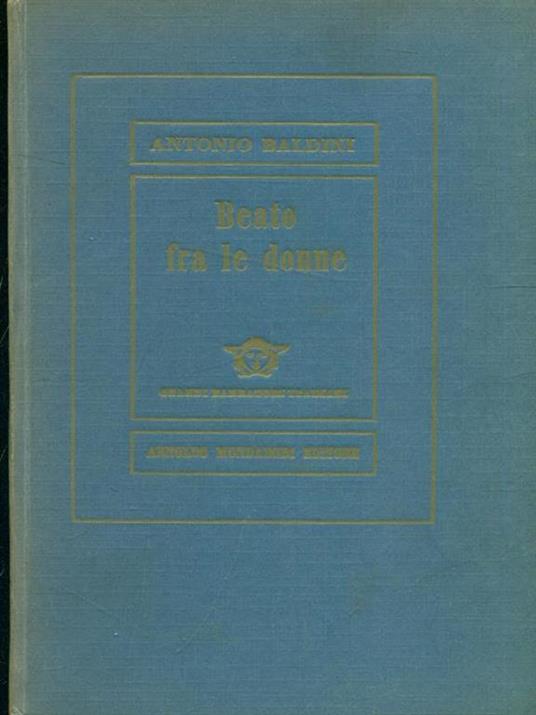 ANTONIO BALDINI
Beato
fra le donne
GRANDI NARRATORI ITALIANI
ARNOLDO MONDADORI EDITORE